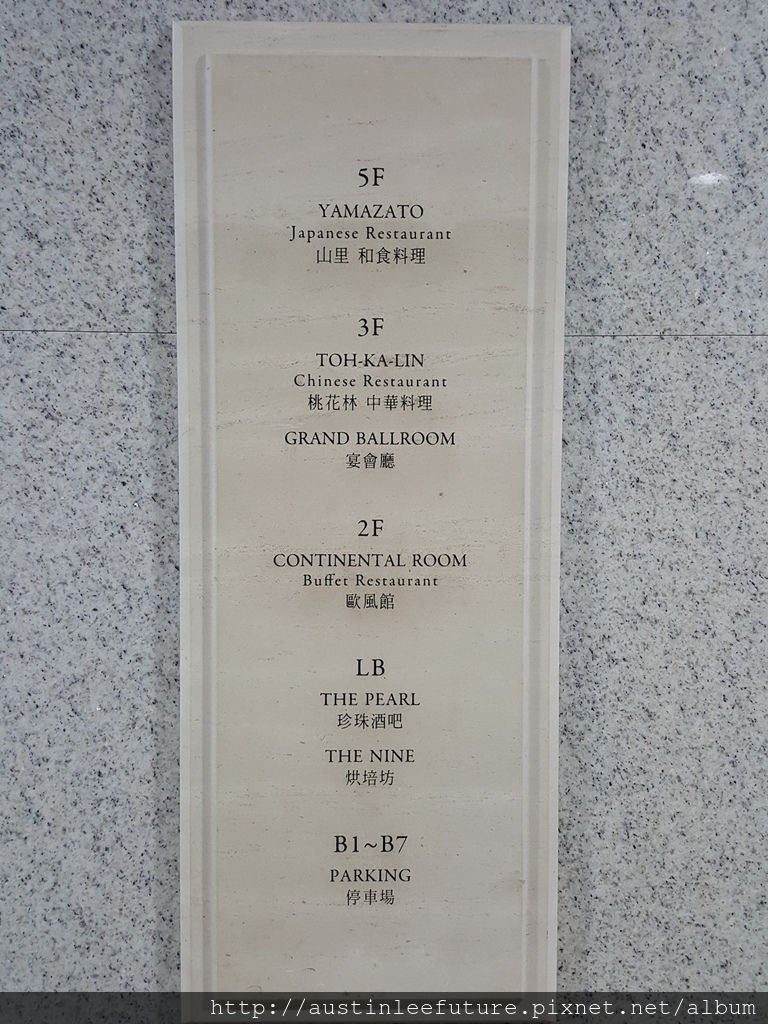 5F
YAMAZATO
Japanese Restaurant
山里 和食料理
3F
TOH-KA-LIN
Chinese Restaurant
桃花林 中華料理
GRAND BALLROOM
宴會廳
2F
CONTINENTAL ROOM
Buffet Restaurant
歐風館
LB
THE PEARL
珍珠酒吧
THE NINE
烘培坊
B1~B7
PARKING
停車場
http://austinleefuture.pixnet.net/album